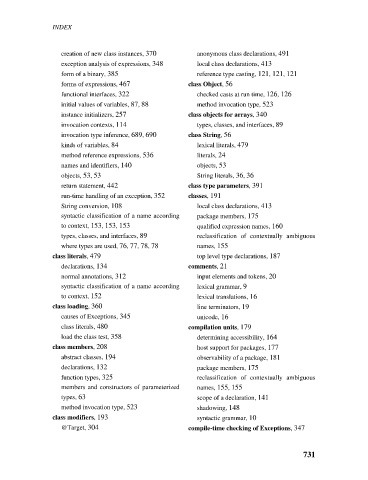 INDEX
creation of new class instances, 370
exception analysis of expressions, 348
form of a binary, 385
forms of expressions, 467
functional interfaces, 322
initial values of variables, 87, 88
instance initializers, 257
invocation contexts, 114
invocation type inference, 689, 690
kinds of variables, 84
method reference expressions, 536
names and identifiers, 140
objects, 53, 53
return statement, 442
run-time handling of an exception, 352
String conversion, 108
syntactic classification of a name according
to context, 153, 153, 153
types, classes, and interfaces, 89
where types are used, 76, 77, 78, 78
class literals, 479
declarations, 134
normal annotations, 312
syntactic classification of a name according
to context, 152
class loading, 360
causes of Exceptions, 345
class literals, 480
load the class test, 358
class members, 208
abstract classes, 194
declarations, 132
function types, 325
members and constructors of parameterized
types, 63
method invocation type, 523
class modifiers, 193
@Target, 304
anonymous class declarations, 491
local class declarations, 413
reference type casting, 121, 121, 121
class Object, 56
checked casts at run time, 126, 126
method invocation type, 523
class objects for arrays, 340
types, classes, and interfaces, 89
class String, 56
lexical literals, 479
literals, 24
objects, 53
String literals, 36, 36
class type parameters, 391
classes, 191
local class declarations, 413
package members, 175
qualified expression names, 160
reclassification of contextually ambiguous
names, 155
top level type declarations, 187
comments, 21
input elements and tokens, 20
lexical grammar, 9
lexical translations, 16
line terminators, 19
unicode, 16
compilation units, 179
determining accessibility, 164
host support for packages, 177
observability of a package, 181
package members, 175
reclassification of contextually ambiguous
names, 155, 155
scope of a declaration, 141
shadowing, 148
syntactic grammar, 10
compile-time checking of Exceptions, 347
731